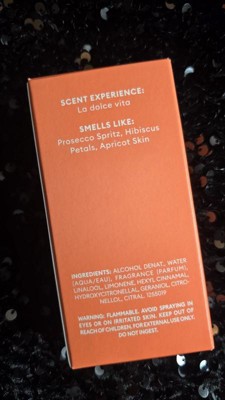 SCENT EXPERIENCE:
La dolce vita
SMELLS LIKE:
Prosecco Spritz, Hibiscus
Petals, Apricot Skin
INGREDIENTS: ALCOHOL DENAT., WATER
(AQUA/EAU), FRAGRANCE (PARFUM),
LINALOOL, LIMONENE, HEXYL CINNAMAL,
HYDROXYCITRONELLAL, GERANIOL, CITRO-
NELLOL, CITRAL. 1255019
WARNING: FLAMMABLE. AVOID SPRAYING IN
EYES OR ON IRRITATED SKIN. KEEP OUT OF
REACH OF CHILDREN. FOR EXTERNAL USE ONLY.
DO NOT INGEST.